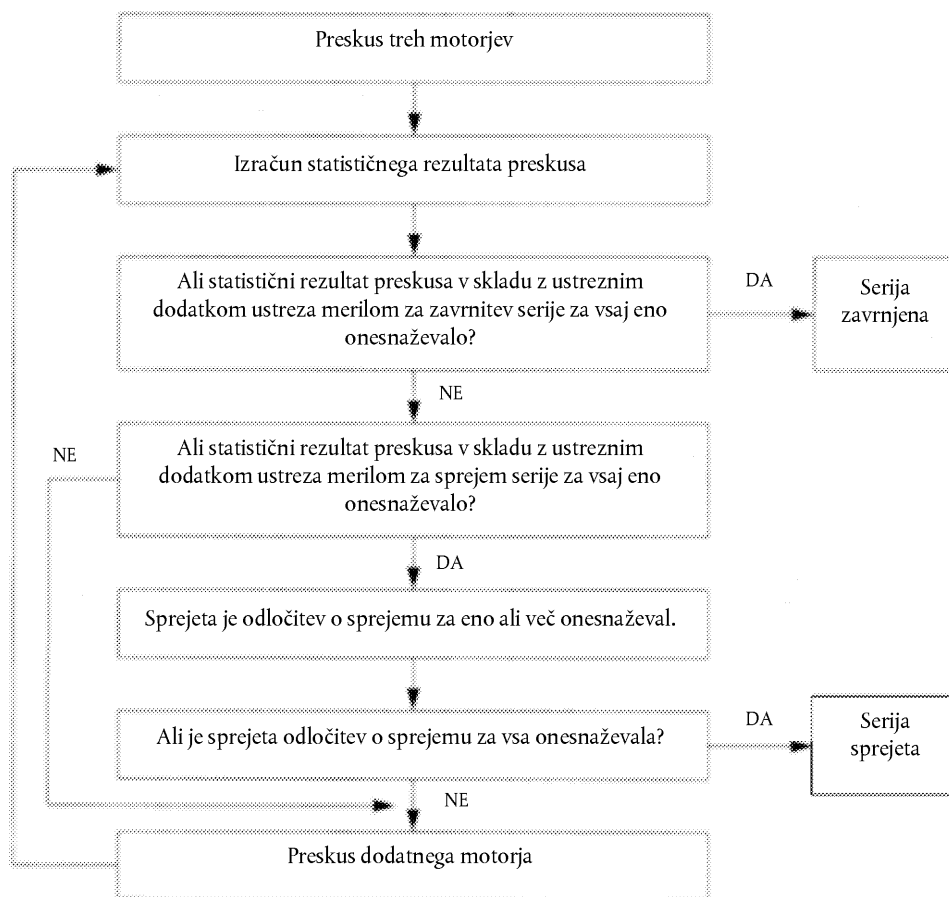 Preskus treh motorjev
Izračun statističnega rezultata preskusa
Ali statistični rezultat preskusa v skladu z ustreznim
dodatkom ustreza merilom za zavrnitev serije za vsaj eno
onesnaževalo?
DA
Serija
zavrnjena
NE
Ali statistični rezultat preskusa v skladu z ustreznim
dodatkom ustreza merilom za sprejem serije za vsaj eno
onesnaževalo?
NE
DA
Sprejeta je odločitev o sprejemu za eno ali več onesnaževal.
Ali je sprejeta odločitev o sprejemu za vsa onesnaževala?
DA
Serija
sprejeta
NE
Preskus dodatnega motorja